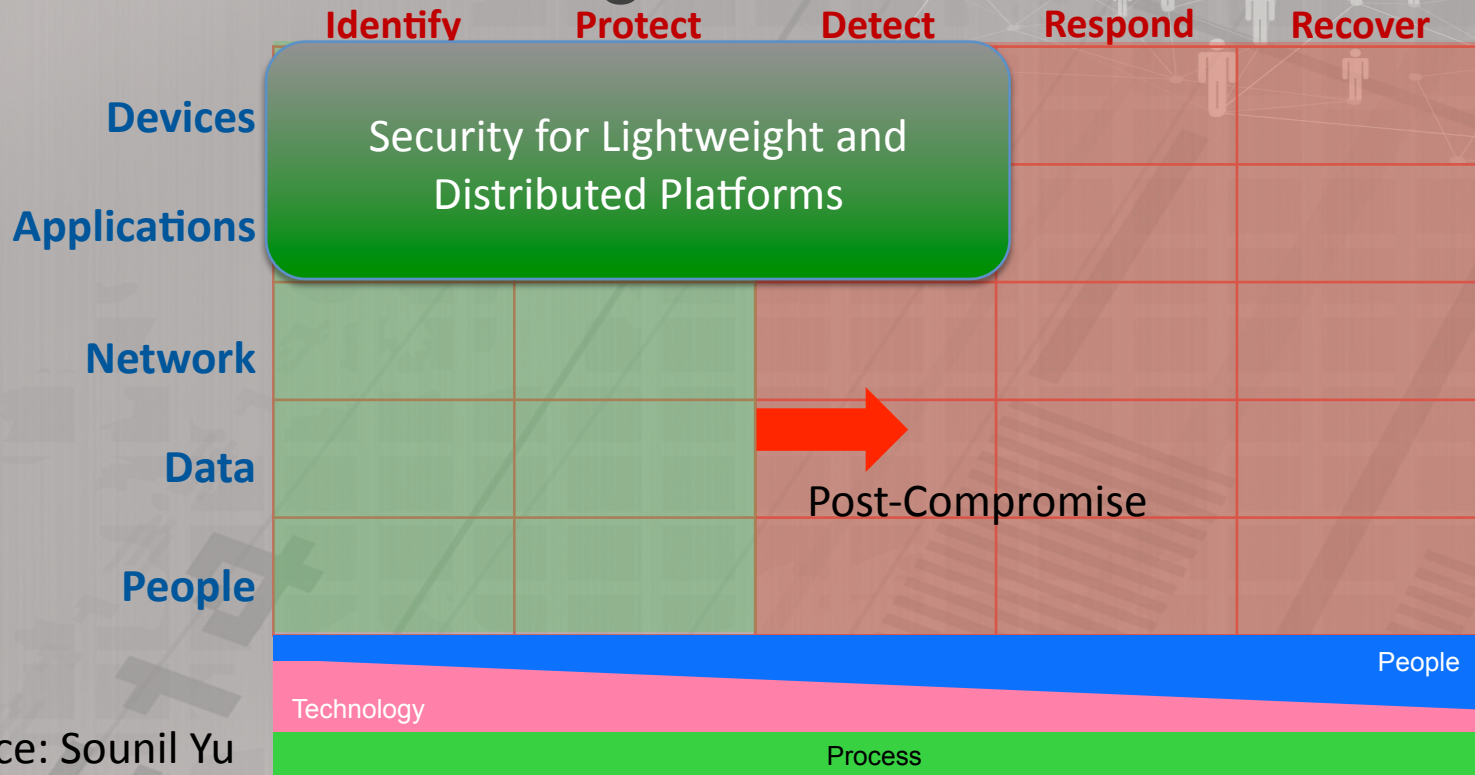 Identify Protect Detect Respond Recover
Devices
Security for Lightweight and
Distributed Platforms
Applications
Network
Data
Post-Compromise
People
People
Technology
ce: Sounil Yu
Process